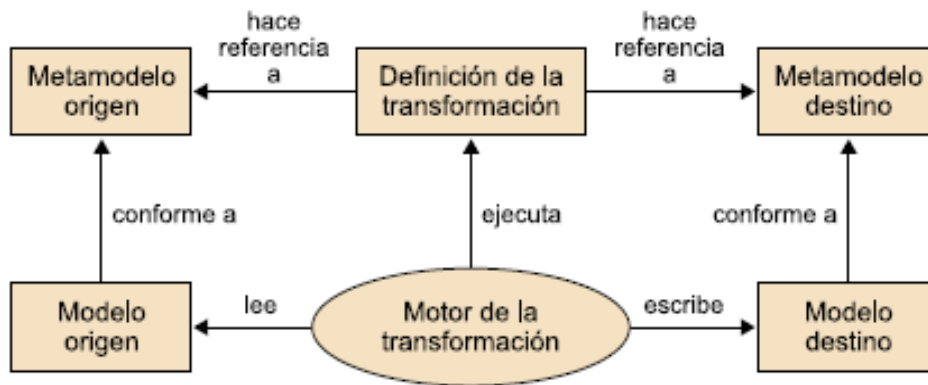 hace
referencia
a
hace
referencia
a
Metamodelo
origen
Definición de la
transformación
Metamodelo
destino
conforme a
ejecuta
conforme a
Modelo
origen
lee
Motor de la
transformación
escribe
Modelo
destino